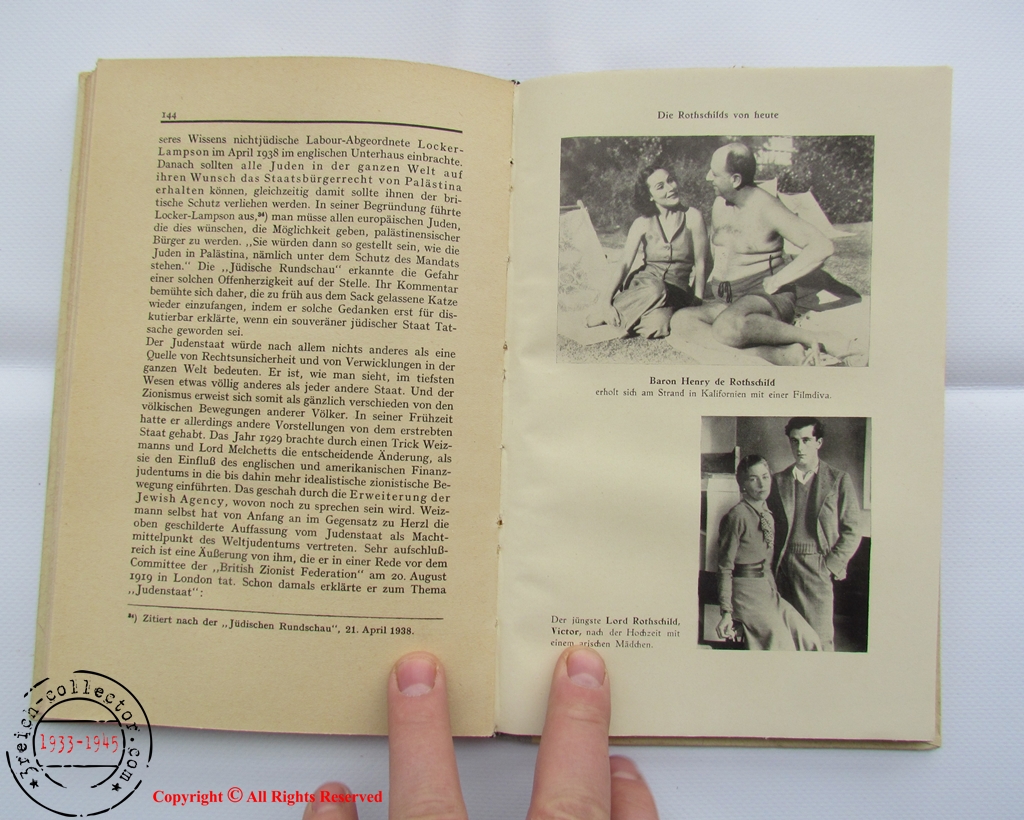 144
seres Wissens nichtjüdische Labour-Abgeordnete Locker-
Lampson im April 1938 im englischen Unterhaus einbrachte.
Danach sollten alle Juden in der ganzen Welt auf
ihren Wunsch das Staatsbürgerrecht von Palästina
erhalten können, gleichzeitig damit sollte ihnen der bri-
tische Schutz verliehen werden. In seiner Begründung führte
Locker-Lampson aus,³⁴) man müsse allen europäischen Juden,
die dies wünschen, die Möglichkeit geben, palästinensischer
Bürger zu werden. „Sie würden dann so gestellt sein, wie die
Juden in Palästina, nämlich unter dem Schutz des Mandats
stehen.“ Die „Jüdische Rundschau“ erkannte die Gefahr
einer solchen Offenherzigkeit auf der Stelle. Ihr Kommentar
bemühte sich daher, die zu früh aus dem Sack gelassene Katze
wieder einzufangen, indem er solche Gedanken erst für dis-
kutierbar erklärte, wenn ein souveräner jüdischer Staat Tat-
sache geworden sei.
Der Judenstaat würde nach allem nichts anderes als eine
Quelle von Rechtsunsicherheit und von Verwicklungen in der
ganzen Welt bedeuten. Er ist, wie man sieht, im tiefsten
Wesen etwas völlig anderes als jeder andere Staat. Und der
Zionismus erweist sich somit als gänzlich verschieden von den
völkischen Bewegungen anderer Völker. In seiner Frühzeit
hatte er allerdings andere Vorstellungen von dem erstrebten
Staat gehabt. Das Jahr 1929 brachte durch einen Trick Weiz-
manns und Lord Melchetts die entscheidende Änderung, als
sie den Einfluß des englischen und amerikanischen Finanz-
judentums in die bis dahin mehr idealistische zionistische Be-
wegung einführten. Das geschah durch die Erweiterung der
Jewish Agency, wovon noch zu sprechen sein wird. Weiz-
mann selbst hat von Anfang an im Gegensatz zu Herzl die
oben geschilderte Auffassung vom Judenstaat als Macht-
mittelpunkt des Weltjudentums vertreten. Sehr aufschluß-
reich ist eine Äußerung von ihm, die er in einer Rede vor dem
Committee der „British Zionist Federation“ am 20. August
1919 in London tat. Schon damals erklärte er zum Thema
„Judenstaat“:
³⁴) Zitiert nach der „Jüdischen Rundschau“, 21. April 1938.
Die Rothschilds von heute
Baron Henry de Rothschild
erholt sich am Strand in Kalifornien mit einer Filmdiva.
Der jüngste Lord Rothschild,
Victor, nach der Hochzeit mit
einem arischen Mädchen.
3reich-collector.com
1933-1945
Copyright © All Rights Reserved